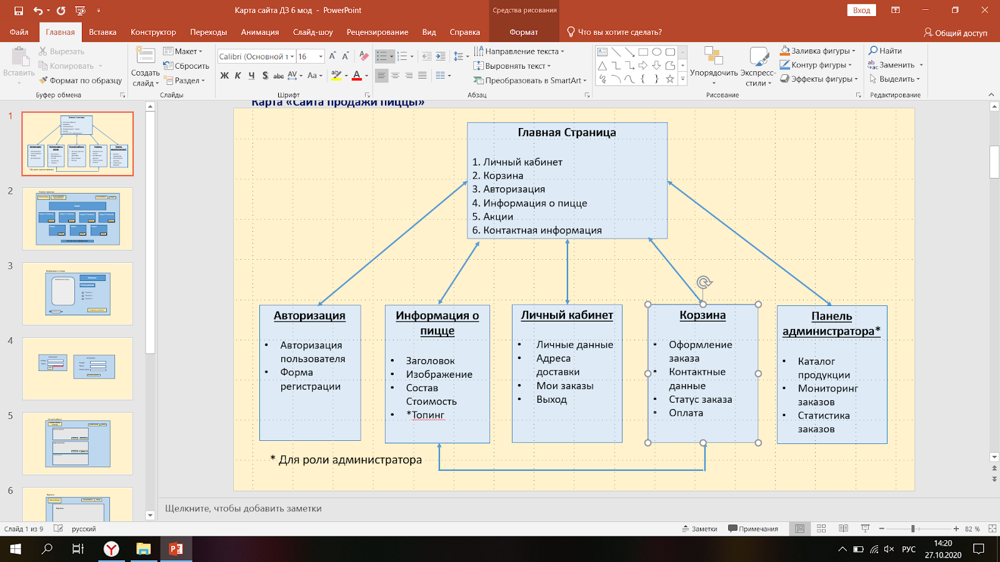 Карта сайта ДЗ 6 мод - PowerPoint
Средства рисования
Вход
Файл
Главная
Вставка
Конструктор
Переходы
Анимация
Слайд-шоу
Рецензирование
Вид
Справка
Формат
Что вы хотите сделать?
Общий доступ
Вставить
Вырезать
Копировать
Формат по образцу
Буфер обмена
Создать слайд
Макет
Сбросить
Раздел
Слайды
Calibri (Основной т
16
Ж К Ч S abc AV Aa
Шрифт
Направление текста
Выровнять текст
Преобразовать в SmartArt
Абзац
Упорядочить
Экспресс-
стили
Заливка фигуры
Контур фигуры
Эффекты фигуры
Рисование
Найти
Заменить
Выделить
Редактирование
1
2
3
4
5
6
Карта «Сайта продажи пиццы»
Главная Страница
1. Личный кабинет
2. Корзина
3. Авторизация
4. Информация о пицце
5. Акции
6. Контактная информация
Авторизация
• Авторизация
пользователя
• Форма
регистрации
Информация о
пицце
• Заголовок
• Изображение
• Состав
Стоимость
• *Топинг
Личный кабинет
• Личные данные
• Адреса
доставки
• Мои заказы
• Выход
Корзина
• Оформление
заказа
• Контактные
данные
• Статус заказа
• Оплата
Панель
администратора*
• Каталог
продукции
• Мониторинг
заказов
• Статистика
заказов
* Для роли администратора
Щелкните, чтобы добавить заметки
Слайд 1 из 9
русский
Заметки
Примечания
82 %
РУС
14:20
27.10.2020